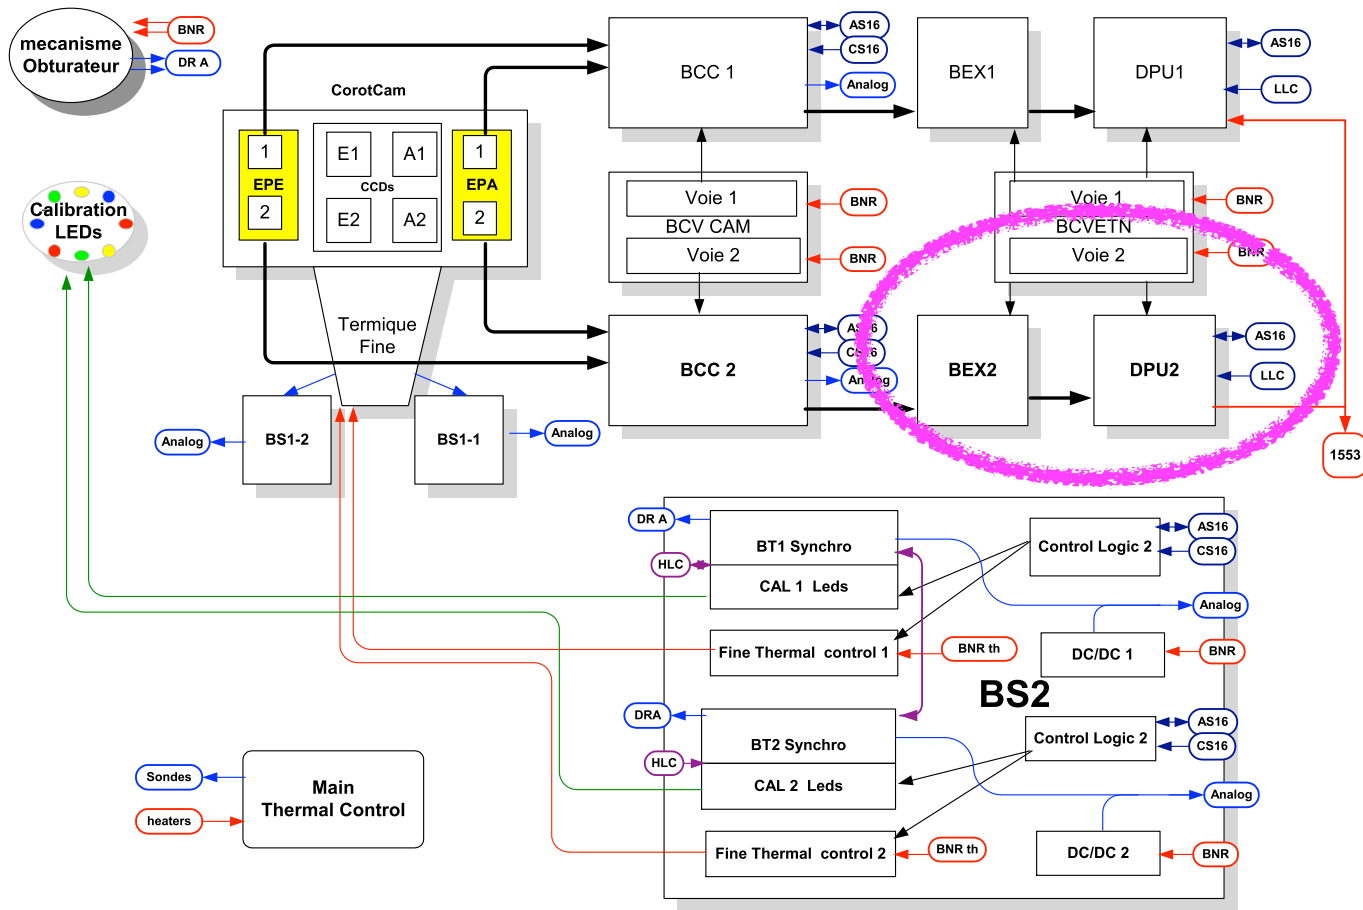 mecanisme
Obturateur
BNR
DR A
CorotCam
1
EPE
2
E1
A1
CCDs
E2
A2
1
EPA
2
BCC 1
AS16
CS16
Analog
BEX1
DPU1
AS16
LLC
Calibration
LEDs
Voie 1
BCV CAM
Voie 2
BNR
BNR
Voie 1
BCVETN
Voie 2
BNR
BNR
Termique
Fine
BCC 2
AS16
CS16
Analog
BEX2
DPU2
AS16
LLC
1553
Analog
BS1-2
BS1-1
Analog
DR A
HLC
BT1 Synchro
CAL 1 Leds
Control Logic 2
AS16
CS16
Analog
Fine Thermal control 1
BNR th
DC/DC 1
BNR
BS2
DRA
HLC
BT2 Synchro
CAL 2 Leds
Control Logic 2
AS16
CS16
Analog
Fine Thermal control 2
BNR th
DC/DC 2
BNR
Sondes
heaters
Main
Thermal Control